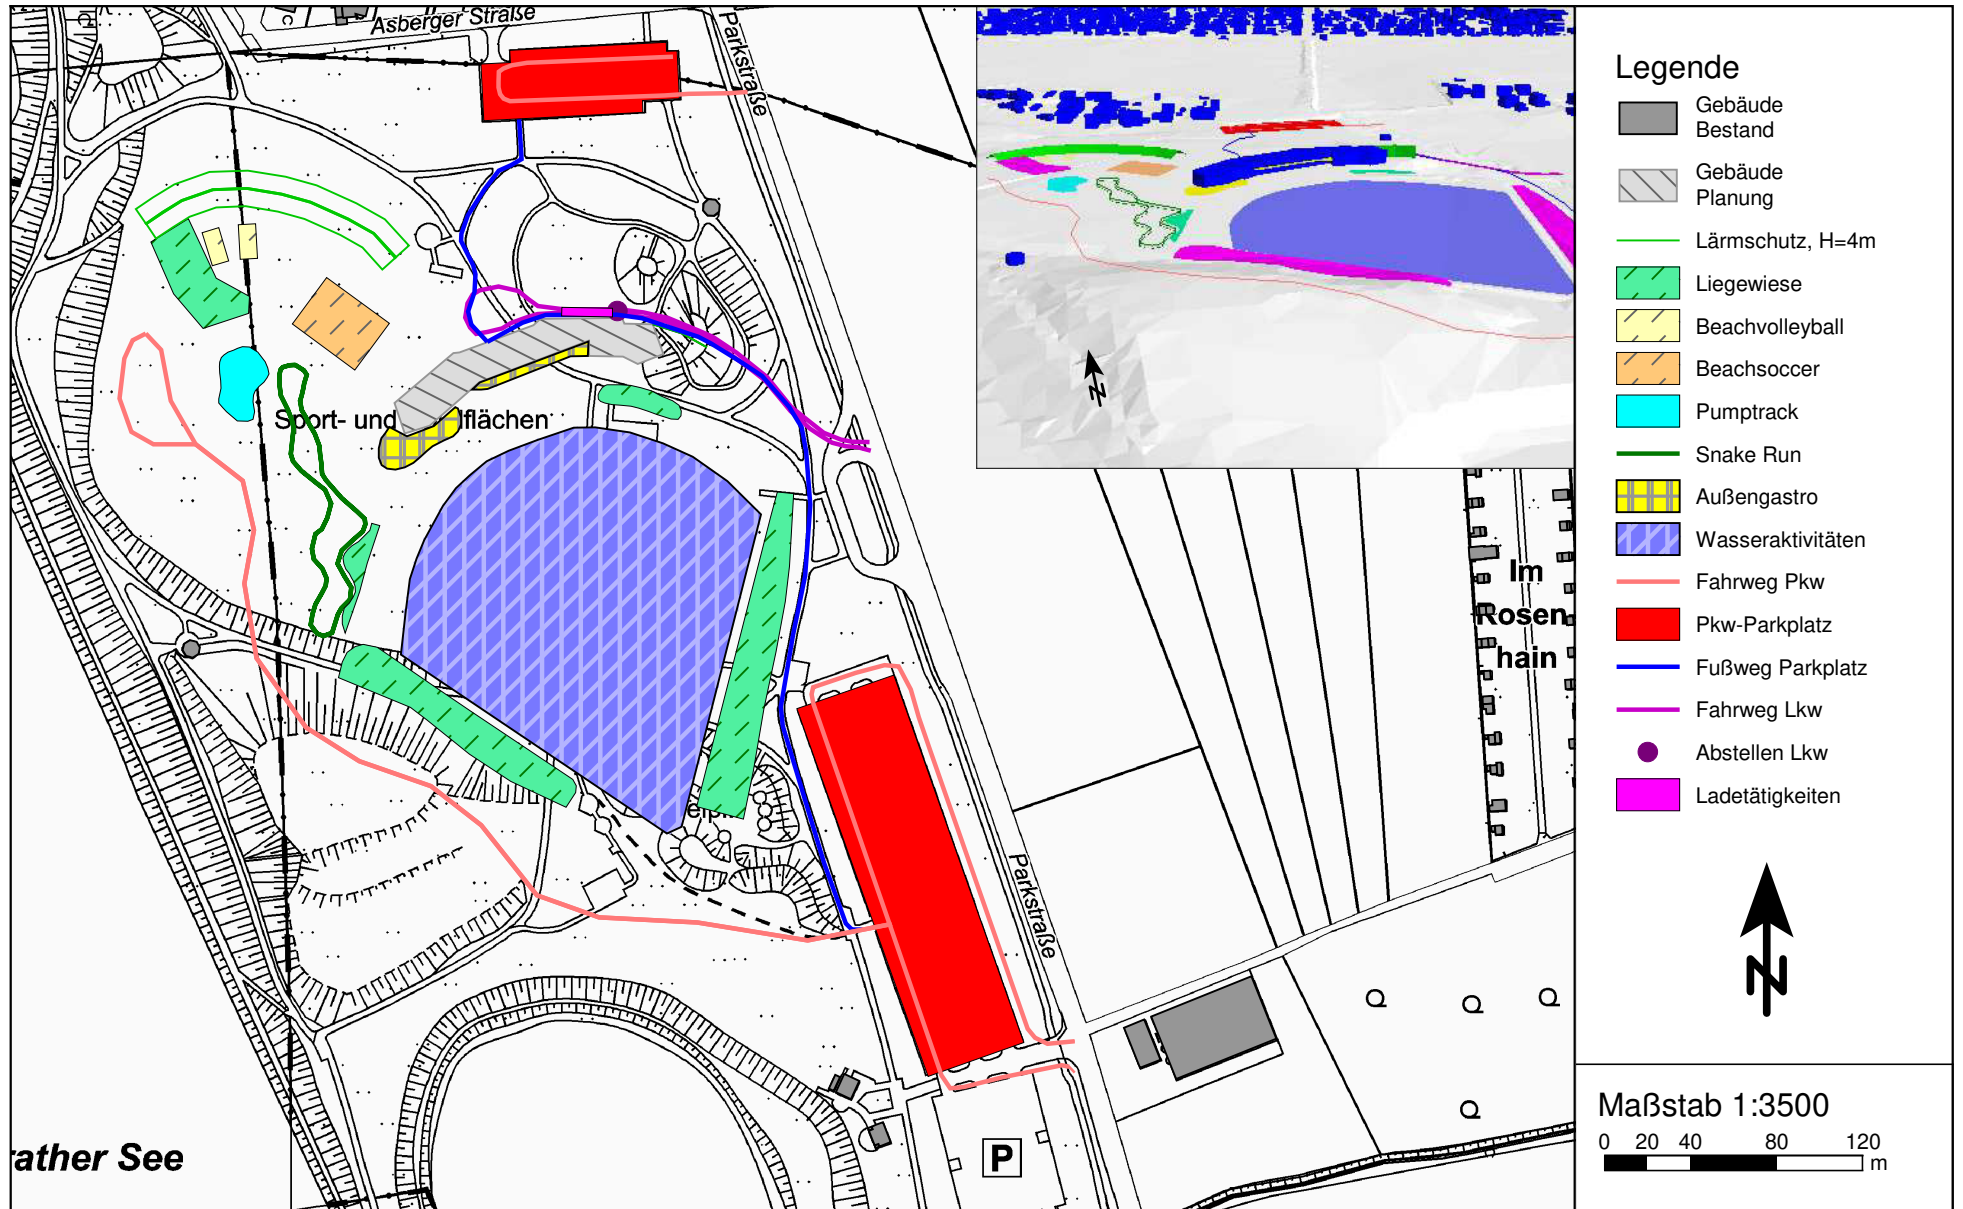 Asberger Straße
Parkstraße
Sport- und
lflächen
Im
Rosen
hain
Parkstraße
rather See
P
N
Legende
Gebäude
Bestand
Gebäude
Planung
Lärmschutz, H=4m
Liegewiese
Beachvolleyball
Beachsoccer
Pumptrack
Snake Run
Außengastro
Wasseraktivitäten
Fahrweg Pkw
Pkw-Parkplatz
Fußweg Parkplatz
Fahrweg Lkw
Abstellen Lkw
Ladetätigkeiten
N
Maßstab 1:3500
0 20 40 80 120
m